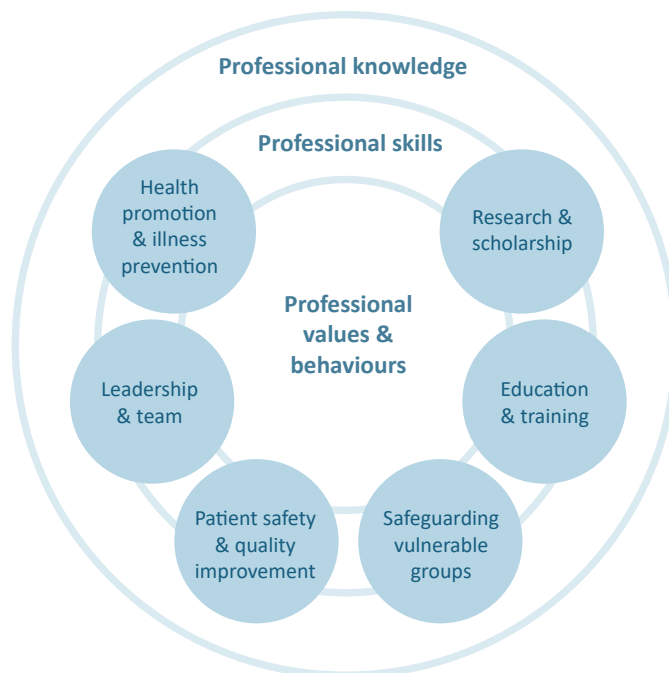 Professional knowledge
Professional skills
Health
promotion
& illness
prevention
Research &
scholarship
Professional
values &
behaviours
Leadership
& team
Education
& training
Patient safety
& quality
improvement
Safeguarding
vulnerable
groups